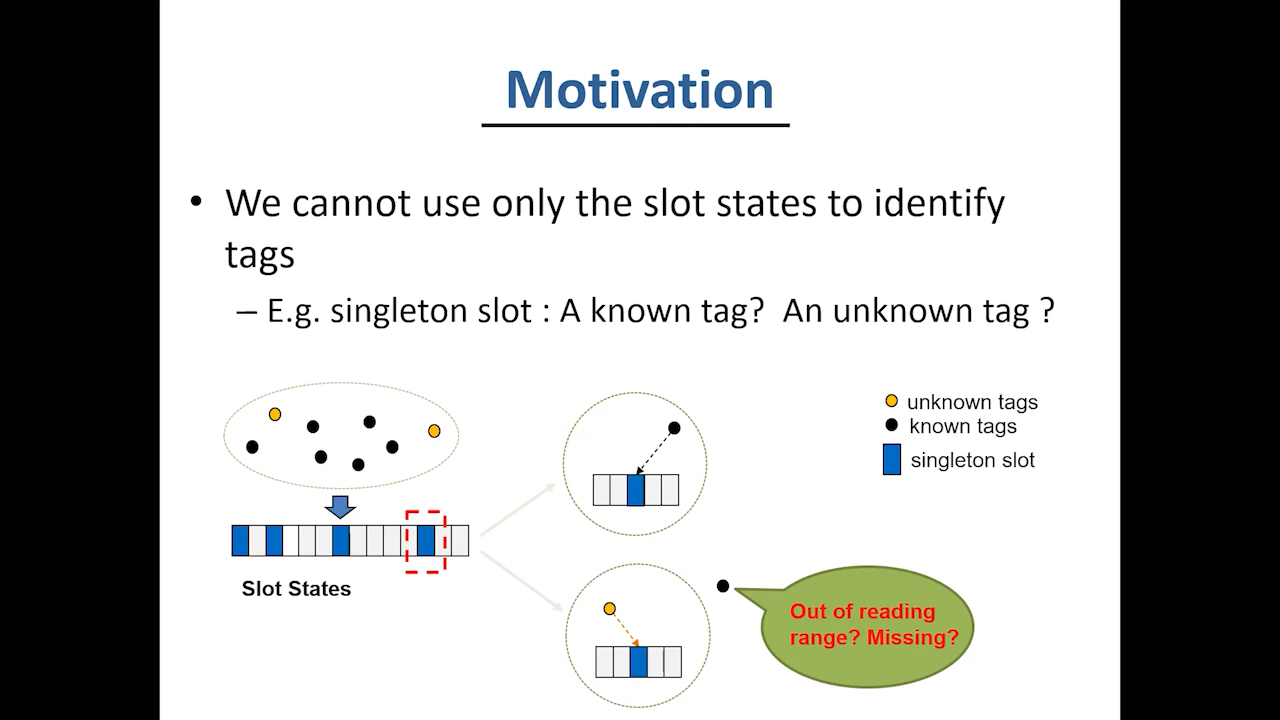 Motivation
• We cannot use only the slot states to identify
tags
– E.g. singleton slot : A known tag? An unknown tag ?
unknown tags
known tags
singleton slot
Slot States
Out of reading
range? Missing?